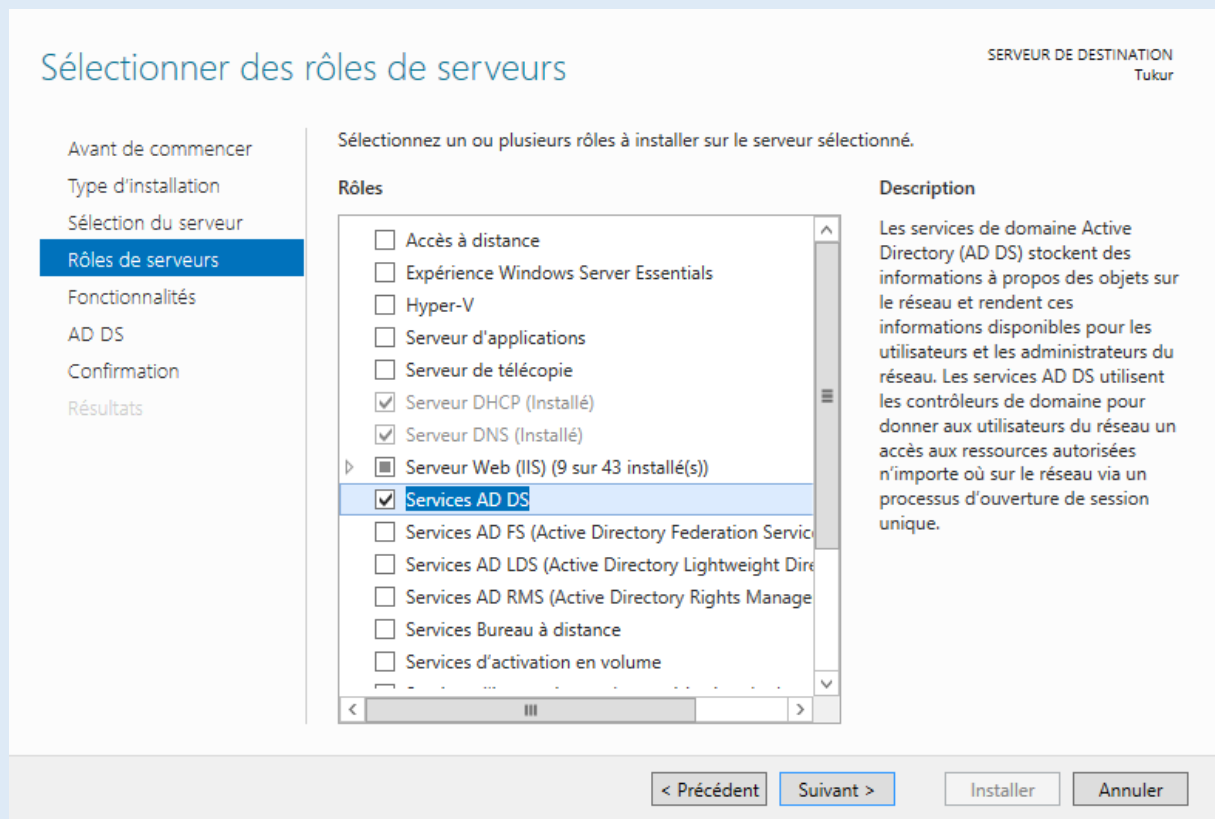 Sélectionner des rôles de serveurs
SERVEUR DE DESTINATION
Tukur
Avant de commencer
Type d'installation
Sélection du serveur
Rôles de serveurs
Fonctionnalités
AD DS
Confirmation
Résultats
Sélectionnez un ou plusieurs rôles à installer sur le serveur sélectionné.
Rôles
Accès à distance
Expérience Windows Server Essentials
Hyper-V
Serveur d'applications
Serveur de télécopie
Serveur DHCP (Installé)
Serveur DNS (Installé)
Serveur Web (IIS) (9 sur 43 installé(s))
Services AD DS
Services AD FS (Active Directory Federation Servic
Services AD LDS (Active Directory Lightweight Dire
Services AD RMS (Active Directory Rights Manage
Services Bureau à distance
Services d’activation en volume
Description
Les services de domaine Active
Directory (AD DS) stockent des
informations à propos des objets sur
le réseau et rendent ces
informations disponibles pour les
utilisateurs et les administrateurs du
réseau. Les services AD DS utilisent
les contrôleurs de domaine pour
donner aux utilisateurs du réseau un
accès aux ressources autorisées
n’importe où sur le réseau via un
processus d’ouverture de session
unique.
< Précédent
Suivant >
Installer
Annuler